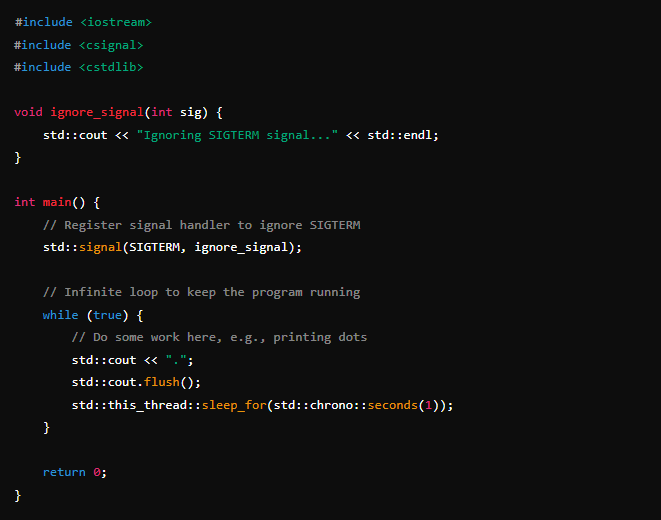 #include <iostream>
#include <csignal>
#include <cstdlib>

void ignore_signal(int sig) {
    std::cout << "Ignoring SIGTERM signal..." << std::endl;
}

int main() {
    // Register signal handler to ignore SIGTERM
    std::signal(SIGTERM, ignore_signal);

    // Infinite loop to keep the program running
    while (true) {
        // Do some work here, e.g., printing dots
        std::cout << ".";
        std::cout.flush();
        std::this_thread::sleep_for(std::chrono::seconds(1));
    }

    return 0;
}